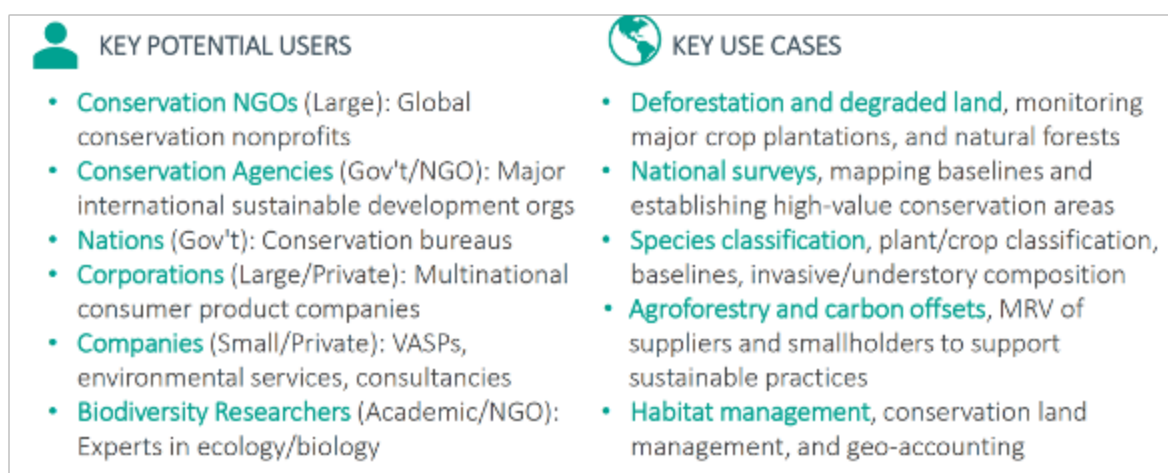 KEY POTENTIAL USERS
• Conservation NGOs (Large): Global
conservation nonprofits
• Conservation Agencies (Gov't/NGO): Major
international sustainable development orgs
• Nations (Gov't): Conservation bureaus
• Corporations (Large/Private): Multinational
consumer product companies
• Companies (Small/Private): VASPs,
environmental services, consultancies
• Biodiversity Researchers (Academic/NGO):
Experts in ecology/biology
KEY USE CASES
• Deforestation and degraded land, monitoring
major crop plantations, and natural forests
• National surveys, mapping baselines and
establishing high-value conservation areas
• Species classification, plant/crop classification,
baselines, invasive/understory composition
• Agroforestry and carbon offsets, MRV of
suppliers and smallholders to support
sustainable practices
• Habitat management, conservation land
management, and geo-accounting